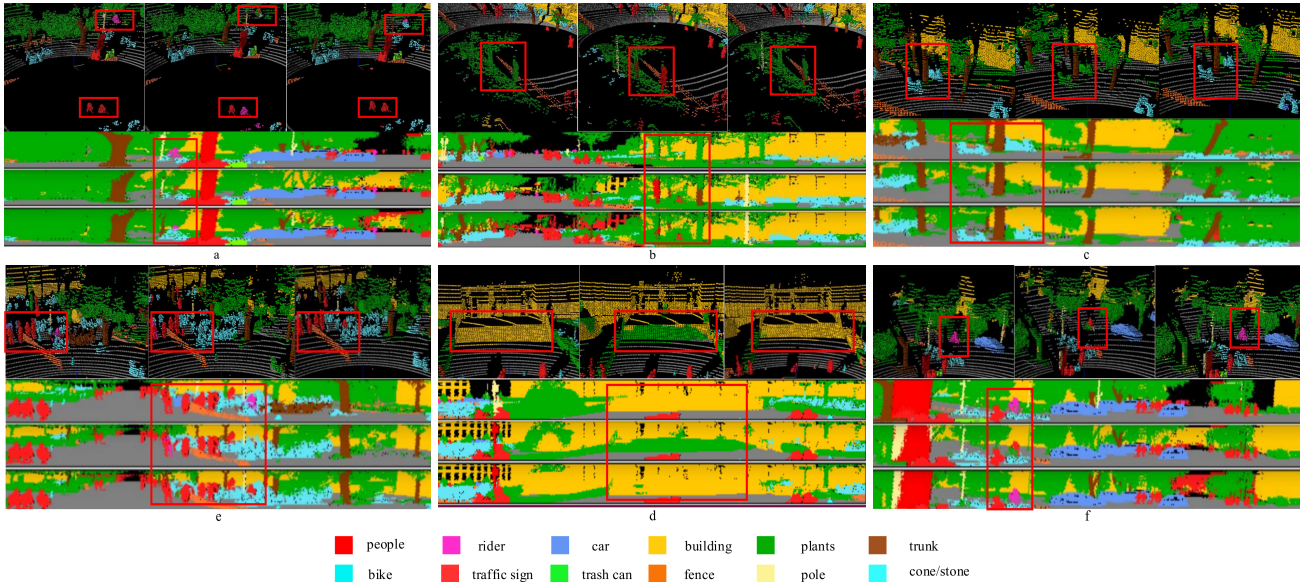 a b c
e d f
people rider car building plants trunk
bike traffic sign trash can fence pole cone/stone